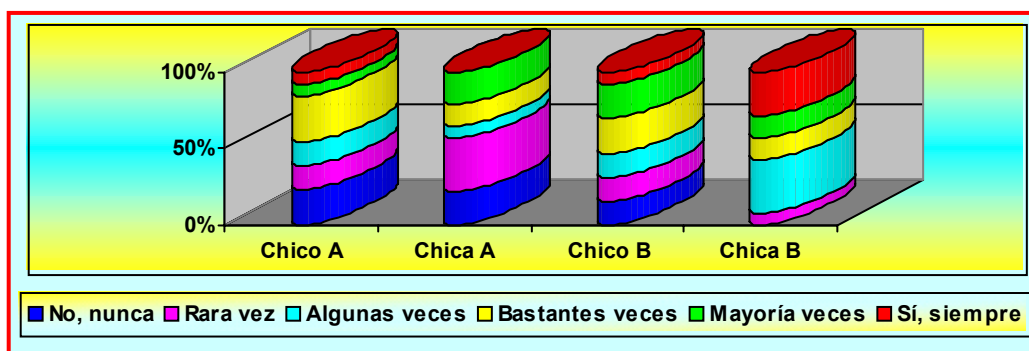 100%
50%
0%
Chico A Chica A Chico B Chica B
No, nunca Rara vez Algunas veces Bastantes veces Mayoría veces Sí, siempre